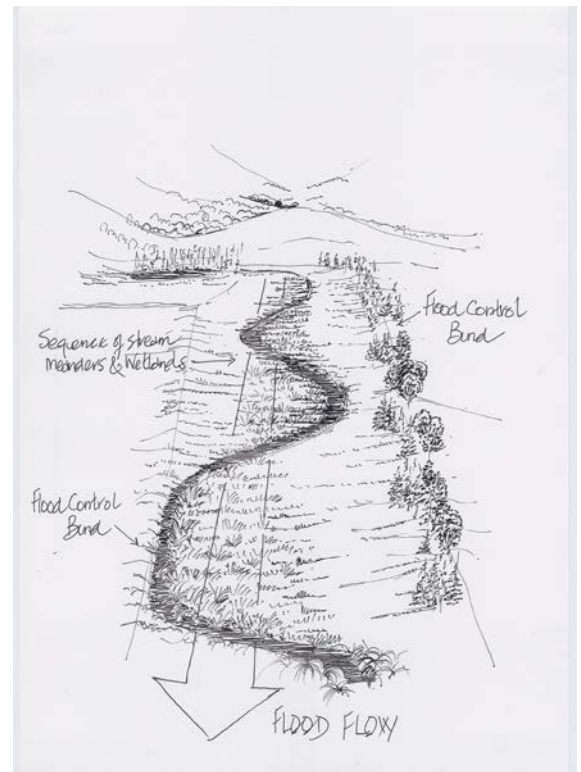 Flood Control
Bund
Sequence of stream
meanders & Wetlands
Flood Control
Bund
FLOOD FLOW